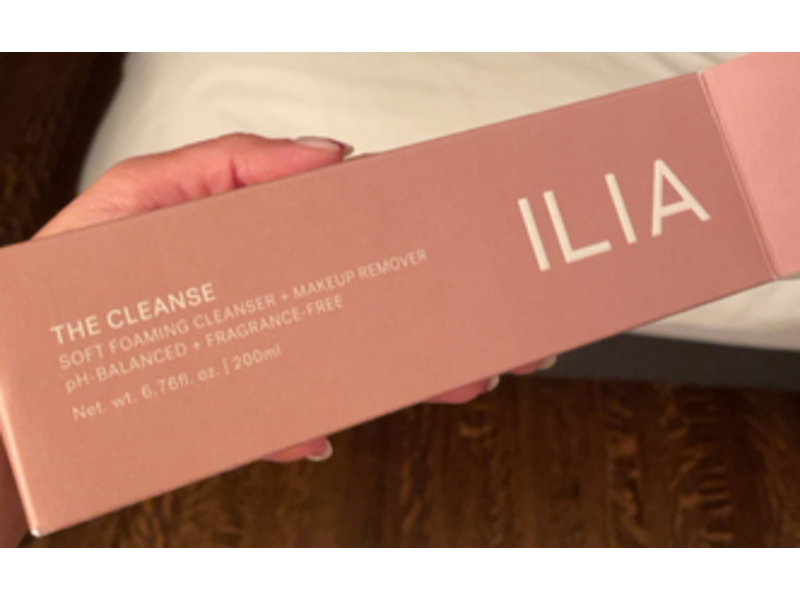 ILIA
THE CLEANSE
SOFT FOAMING CLEANSER + MAKEUP REMOVER
pH-BALANCED + FRAGRANCE-FREE
Net. wt. 6.76fl. oz. | 200ml